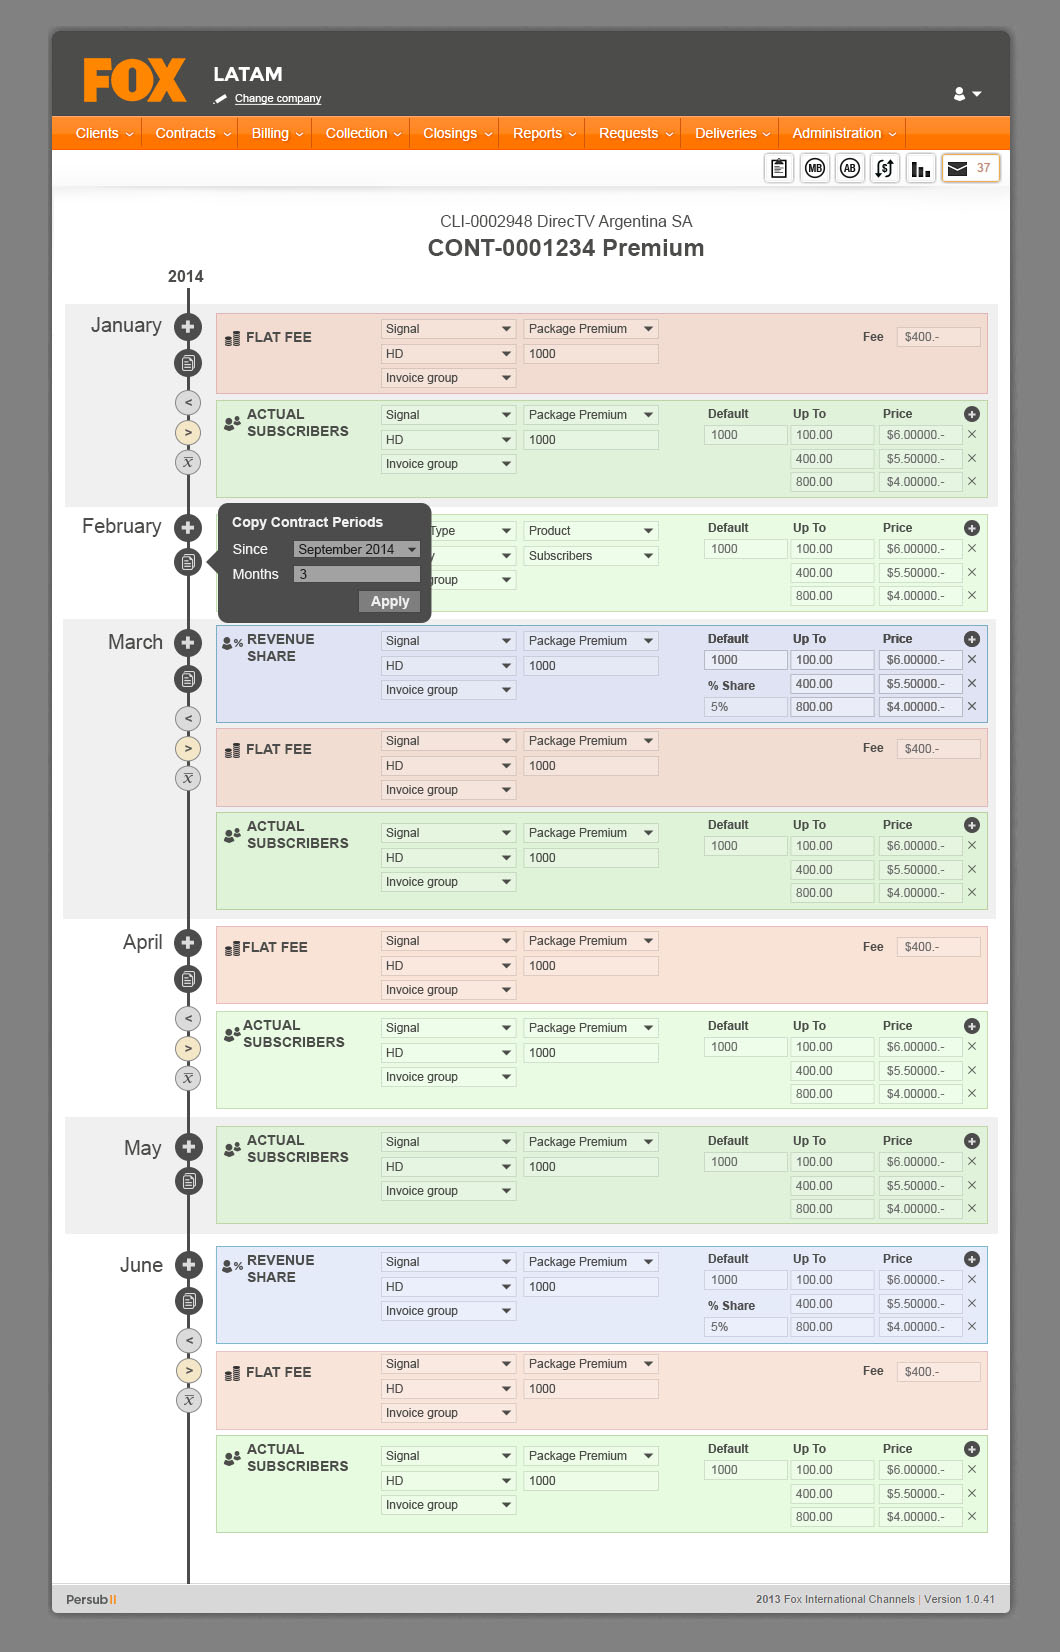 FOX
LATAM
Change company
Clients Contracts Billing Collection Closings Reports Requests Deliveries Administration
MB AB $ 37
CLI-0002948 DirecTV Argentina SA
CONT-0001234 Premium
2014
January
FLAT FEE Signal Package Premium Fee $400.-
HD 1000
Invoice group
<
>
x
ACTUAL SUBSCRIBERS Signal Package Premium Default Up To Price
HD 1000 1000 100.00 $6.00000.- ×
Invoice group 400.00 $5.50000.- ×
800.00 $4.00000.- ×
February
Copy Contract Periods
Since September 2014
Months 3
Apply
Type Product Default Up To Price
y Subscribers 1000 100.00 $6.00000.- ×
group 400.00 $5.50000.- ×
800.00 $4.00000.- ×
March
% REVENUE SHARE Signal Package Premium Default Up To Price
HD 1000 1000 100.00 $6.00000.- ×
Invoice group % Share 400.00 $5.50000.- ×
5% 800.00 $4.00000.- ×
<
>
x
FLAT FEE Signal Package Premium Fee $400.-
HD 1000
Invoice group
ACTUAL SUBSCRIBERS Signal Package Premium Default Up To Price
HD 1000 1000 100.00 $6.00000.- ×
Invoice group 400.00 $5.50000.- ×
800.00 $4.00000.- ×
April
FLAT FEE Signal Package Premium Fee $400.-
HD 1000
Invoice group
<
>
x
ACTUAL SUBSCRIBERS Signal Package Premium Default Up To Price
HD 1000 1000 100.00 $6.00000.- ×
Invoice group 400.00 $5.50000.- ×
800.00 $4.00000.- ×
May
ACTUAL SUBSCRIBERS Signal Package Premium Default Up To Price
HD 1000 1000 100.00 $6.00000.- ×
Invoice group 400.00 $5.50000.- ×
800.00 $4.00000.- ×
June
% REVENUE SHARE Signal Package Premium Default Up To Price
HD 1000 1000 100.00 $6.00000.- ×
Invoice group % Share 400.00 $5.50000.- ×
5% 800.00 $4.00000.- ×
<
>
x
FLAT FEE Signal Package Premium Fee $400.-
HD 1000
Invoice group
ACTUAL SUBSCRIBERS Signal Package Premium Default Up To Price
HD 1000 1000 100.00 $6.00000.- ×
Invoice group 400.00 $5.50000.- ×
800.00 $4.00000.- ×
Persub II 2013 Fox International Channels | Version 1.0.41